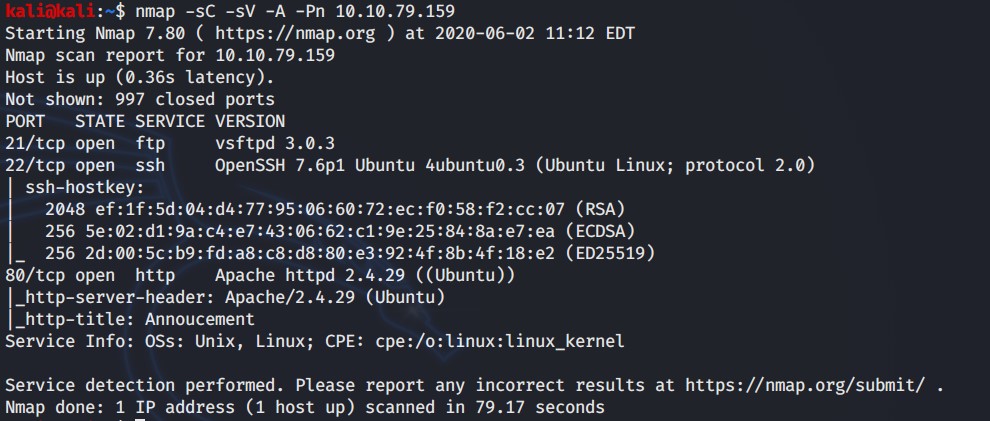 kali@kali:~$ nmap -sC -sV -A -Pn 10.10.79.159
Starting Nmap 7.80 ( https://nmap.org ) at 2020-06-02 11:12 EDT
Nmap scan report for 10.10.79.159
Host is up (0.36s latency).
Not shown: 997 closed ports
PORT   STATE SERVICE VERSION
21/tcp open  ftp     vsftpd 3.0.3
22/tcp open  ssh     OpenSSH 7.6p1 Ubuntu 4ubuntu0.3 (Ubuntu Linux; protocol 2.0)
| ssh-hostkey:
|   2048 ef:1f:5d:04:d4:77:95:06:60:72:ec:f0:58:f2:cc:07 (RSA)
|   256 5e:02:d1:9a:c4:e7:43:06:62:c1:9e:25:84:8a:e7:ea (ECDSA)
|_  256 2d:00:5c:b9:fd:a8:c8:d8:80:e3:92:4f:8b:4f:18:e2 (ED25519)
80/tcp open  http    Apache httpd 2.4.29 ((Ubuntu))
|_http-server-header: Apache/2.4.29 (Ubuntu)
|_http-title: Annoucement
Service Info: OSs: Unix, Linux; CPE: cpe:/o:linux:linux_kernel

Service detection performed. Please report any incorrect results at https://nmap.org/submit/ .
Nmap done: 1 IP address (1 host up) scanned in 79.17 seconds